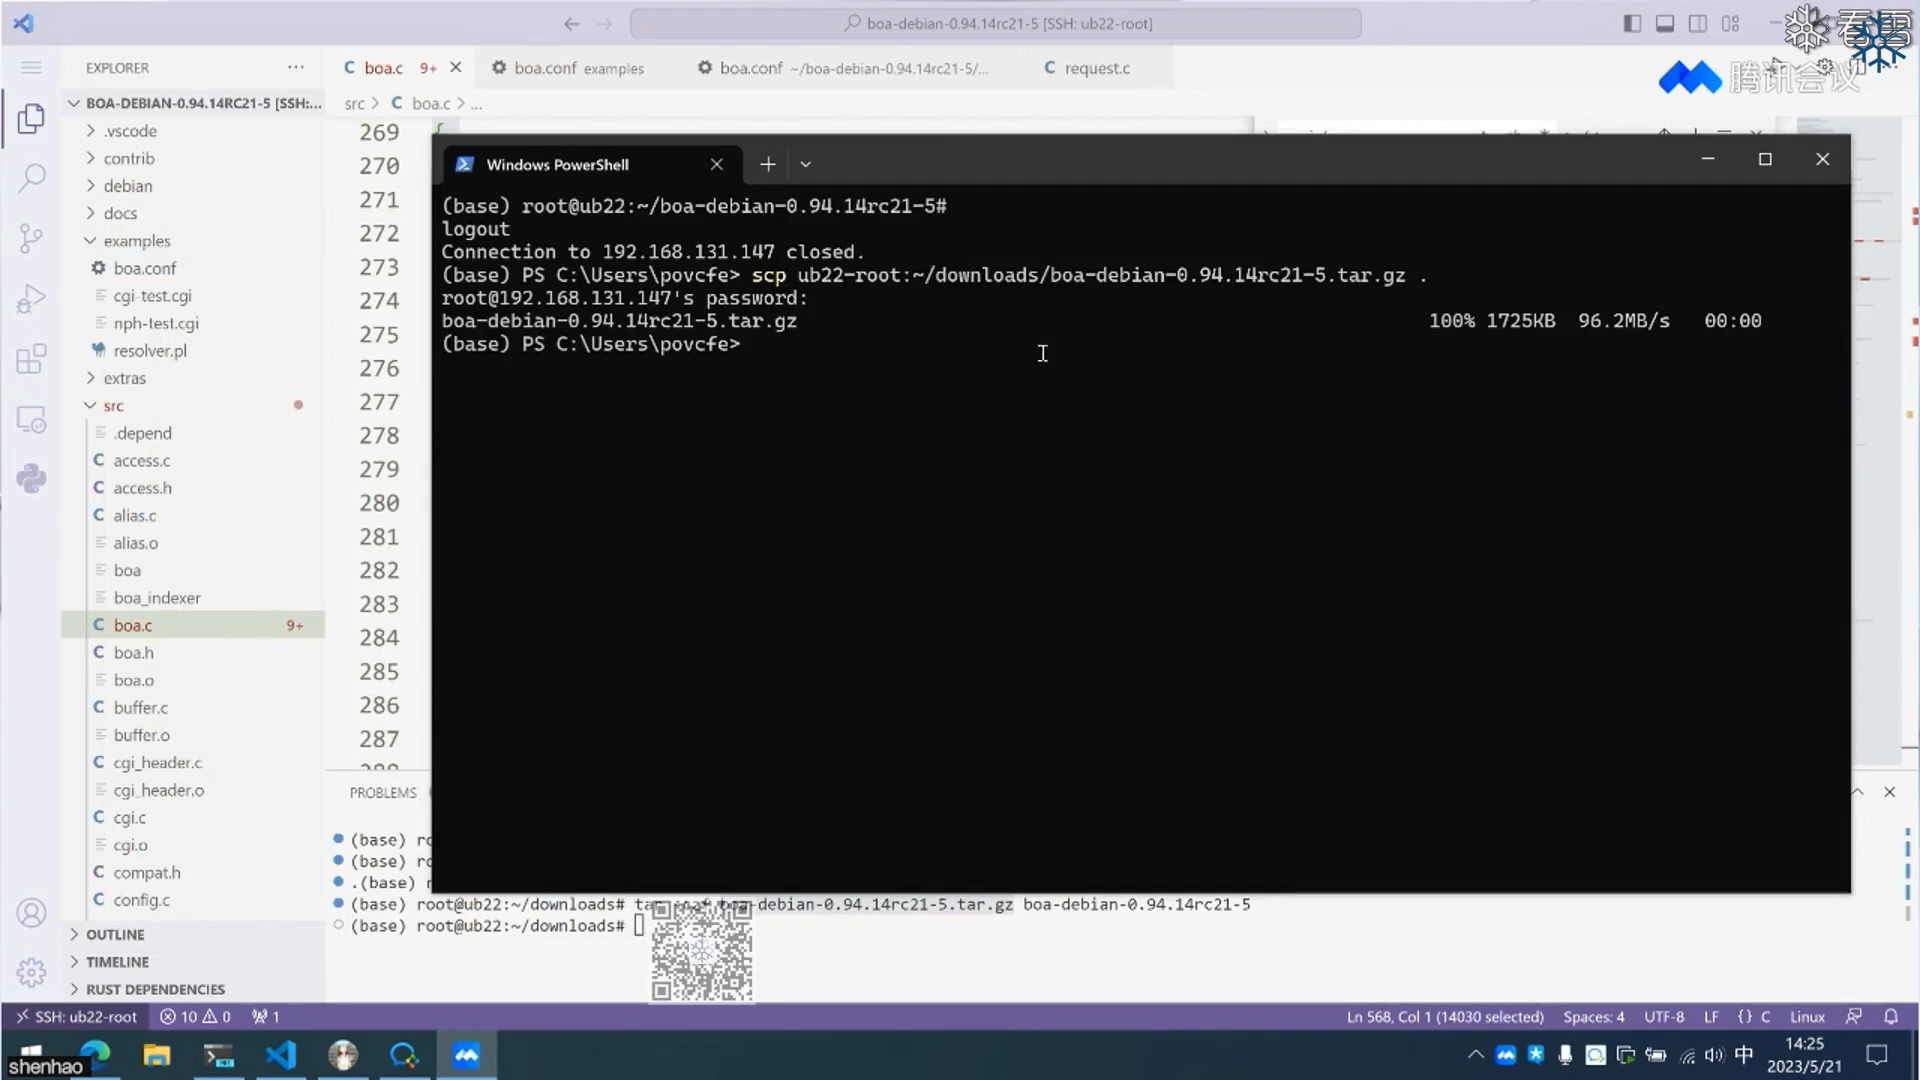 boa-debian-0.94.14rc21-5 [SSH: ub22-root]
看雪
腾讯会议
EXPLORER
boa.c 9+
boa.conf examples
boa.conf ~/boa-debian-0.94.14rc21-5/...
request.c
BOA-DEBIAN-0.94.14RC21-5 [SSH:...
src > C boa.c > ...
.vscode
contrib
debian
docs
examples
boa.conf
cgi-test.cgi
nph-test.cgi
resolver.pl
extras
src
.depend
access.c
access.h
alias.c
alias.o
boa
boa_indexer
boa.c 9+
boa.h
boa.o
buffer.c
buffer.o
cgi_header.c
cgi_header.o
cgi.c
cgi.o
compat.h
config.c
OUTLINE
TIMELINE
RUST DEPENDENCIES
269
270
271
272
273
274
275
276
277
278
279
280
281
282
283
284
285
286
287
Windows PowerShell
(base) root@ub22:~/boa-debian-0.94.14rc21-5#
logout
Connection to 192.168.131.147 closed.
(base) PS C:\Users\povcfe> scp ub22-root:~/downloads/boa-debian-0.94.14rc21-5.tar.gz .
root@192.168.131.147's password:
boa-debian-0.94.14rc21-5.tar.gz 100% 1725KB 96.2MB/s 00:00
(base) PS C:\Users\povcfe>
PROBLEMS
(base)
(base)
.(base)
(base) root@ub22:~/downloads# boa-debian-0.94.14rc21-5.tar.gz boa-debian-0.94.14rc21-5
(base) root@ub22:~/downloads#
SSH: ub22-root 10 0 1
Ln 568, Col 1 (14030 selected) Spaces: 4 UTF-8 LF {} C Linux
shenhao
中
14:25
2023/5/21